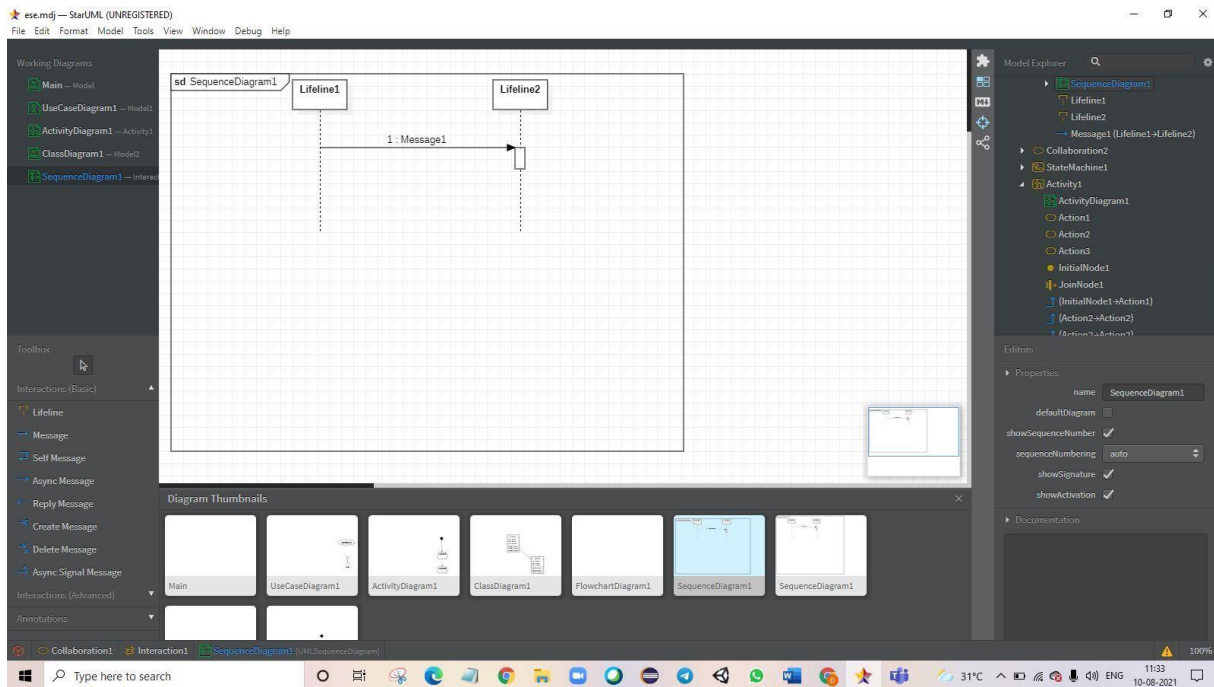 ese.mdj — StarUML (UNREGISTERED)
File Edit Format Model Tools View Window Debug Help
Working Diagrams
Main — Model
UseCaseDiagram1 — Model1
ActivityDiagram1 — Activity1
ClassDiagram1 — Model2
SequenceDiagram1 — Interact
Toolbox
Interactions (Basic)
Lifeline
Message
Self Message
Async Message
Reply Message
Create Message
Delete Message
Async Signal Message
Interactions (Advanced)
Annotations
sd SequenceDiagram1
Lifeline1
Lifeline2
1 : Message1
Diagram Thumbnails
Main
UseCaseDiagram1
ActivityDiagram1
ClassDiagram1
FlowchartDiagram1
SequenceDiagram1
SequenceDiagram1
Model Explorer
SequenceDiagram1
Lifeline1
Lifeline2
Message1 (Lifeline1→Lifeline2)
Collaboration2
StateMachine1
Activity1
ActivityDiagram1
Action1
Action2
Action3
InitialNode1
JoinNode1
(InitialNode1→Action1)
(Action2→Action2)
(Action2→Action2)
Editors
Properties
name SequenceDiagram1
defaultDiagram
showSequenceNumber
sequenceNumbering auto
showSignature
showActivation
Documentation
Collaboration1 Interaction1 SequenceDiagram1 [UMLSequenceDiagram]
100%
Type here to search
31°C ENG 11:33
10-08-2021